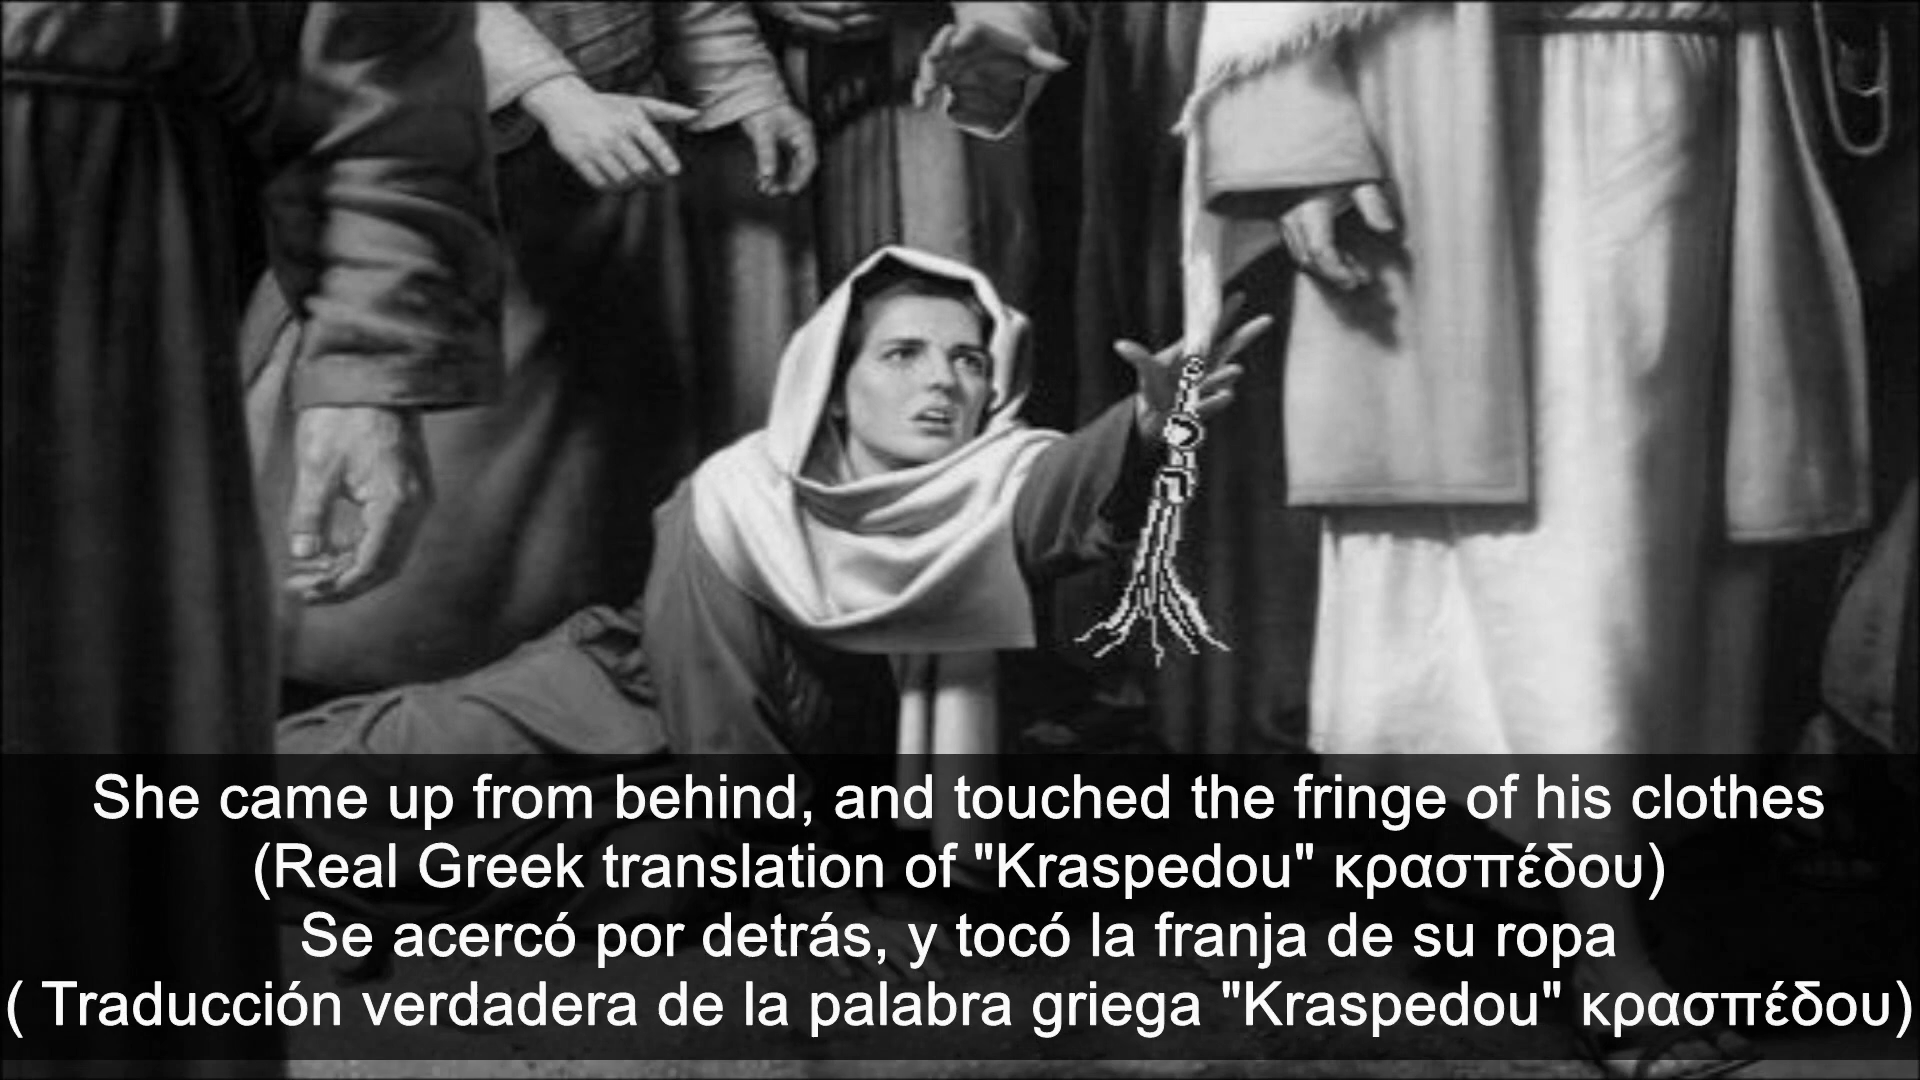 She came up from behind, and touched the fringe of his clothes
(Real Greek translation of "Kraspedou" κρασπέδου)
Se acercó por detrás, y tocó la franja de su ropa
( Traducción verdadera de la palabra griega "Kraspedou" κρασπέδου)